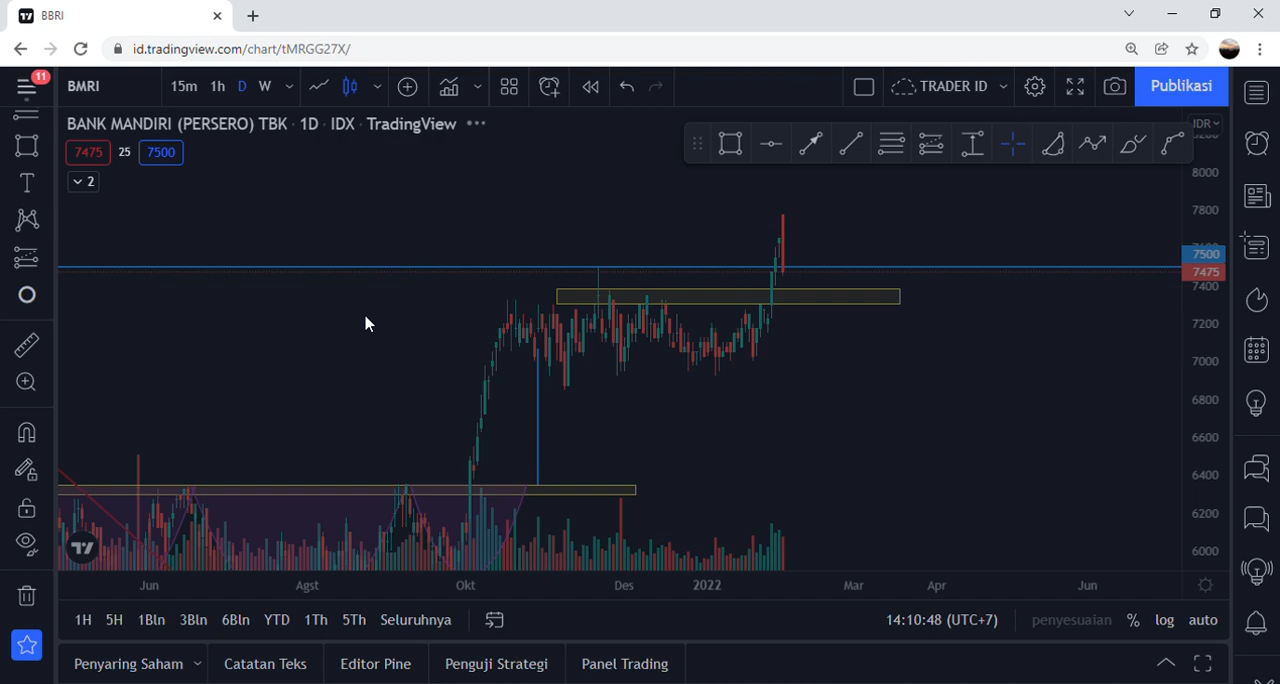 BBRI
id.tradingview.com/chart/tMRGG27X/
11
BMRI
15m 1h D W
TRADER ID
Publikasi
BANK MANDIRI (PERSERO) TBK · 1D · IDX · TradingView
IDR
7475 25 7500
2
8000
7800
7500
7475
7400
7200
7000
6800
6600
6400
6200
6000
Jun Agst Okt Des 2022 Mar Apr Jun
1H 5H 1Bln 3Bln 6Bln YTD 1Th 5Th Seluruhnya
14:10:48 (UTC+7) penyesuaian % log auto
Penyaring Saham Catatan Teks Editor Pine Penguji Strategi Panel Trading